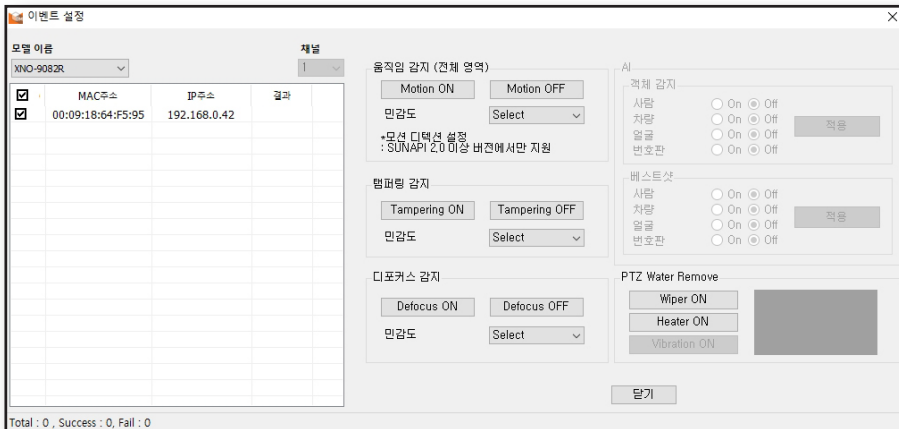 이벤트 설정
모델 이름
채널
XNO-9082R
1
MAC주소 IP주소 결과
00:09:18:64:F5:95 192.168.0.42
움직임 감지 (전체 영역)
Motion ON Motion OFF
민감도 Select
*모션 디텍션 설정
: SUNAPI 2,0 이상 버전에서만 지원
탬퍼링 감지
Tampering ON Tampering OFF
민감도 Select
디포커스 감지
Defocus ON Defocus OFF
민감도 Select
AI
객체 감지
사람 On Off
차량 On Off
얼굴 On Off
번호판 On Off
적용
베스트샷
사람 On Off
차량 On Off
얼굴 On Off
번호판 On Off
적용
PTZ Water Remove
Wiper ON
Heater ON
Vibration ON
닫기
Total : 0 , Success : 0, Fail : 0